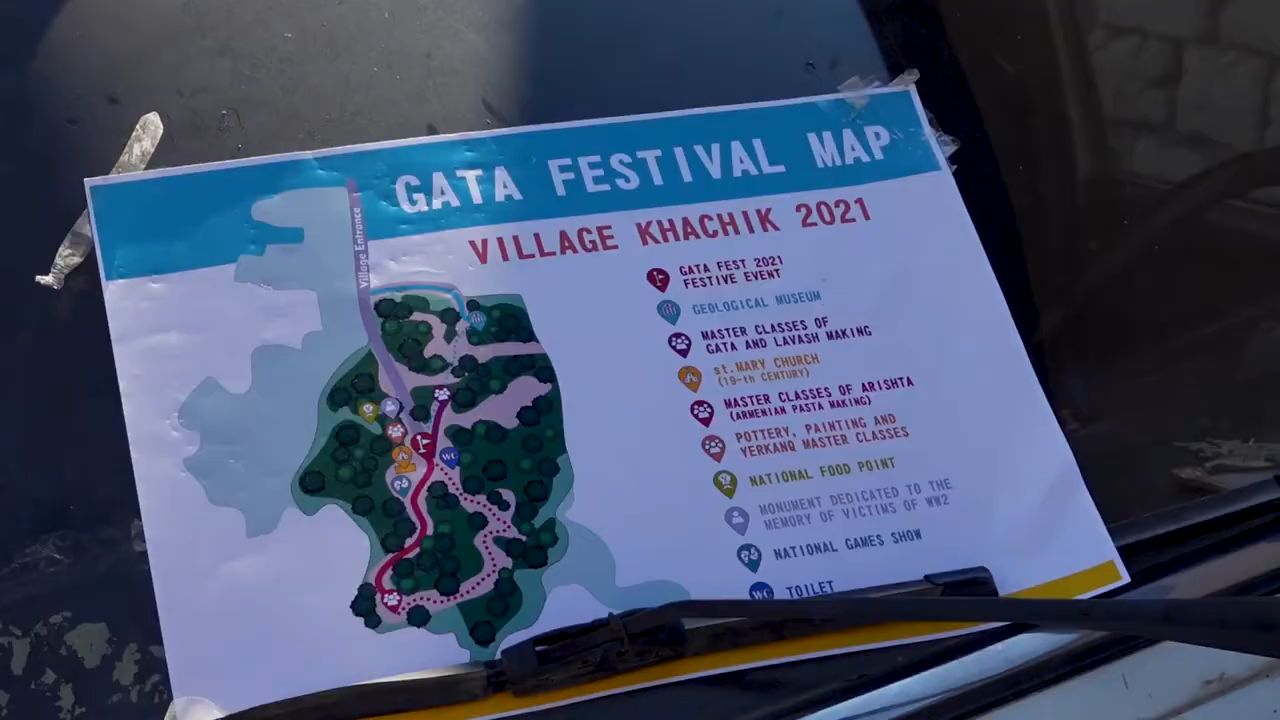 GATA FESTIVAL MAP
VILLAGE KHACHIK 2021
Village Entrance
GATA FEST 2021
FESTIVE EVENT
GEOLOGICAL MUSEUM
MASTER CLASSES OF
GATA AND LAVASH MAKING
st.MARY CHURCH
(19-th CENTURY)
MASTER CLASSES OF ARISHTA
(ARMENIAN PASTA MAKING)
POTTERY, PAINTING AND
YERKANQ MASTER CLASSES
NATIONAL FOOD POINT
MONUMENT DEDICATED TO THE
MEMORY OF VICTIMS OF WW2
NATIONAL GAMES SHOW
WC TOILET
WC